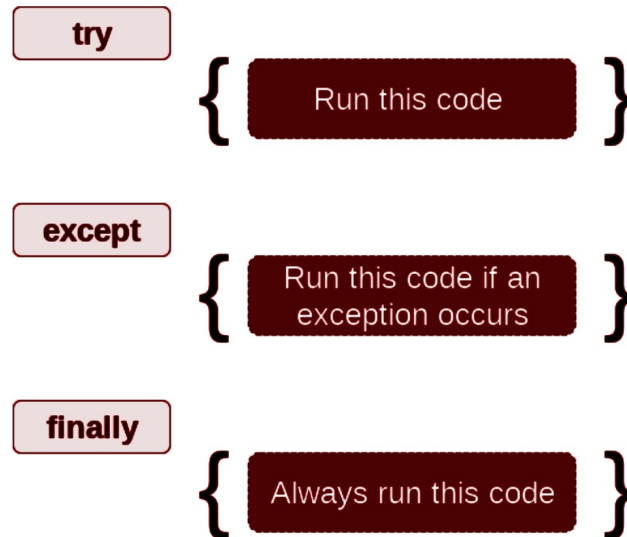 try
{ Run this code }
except
{ Run this code if an
exception occurs }
finally
{ Always run this code }